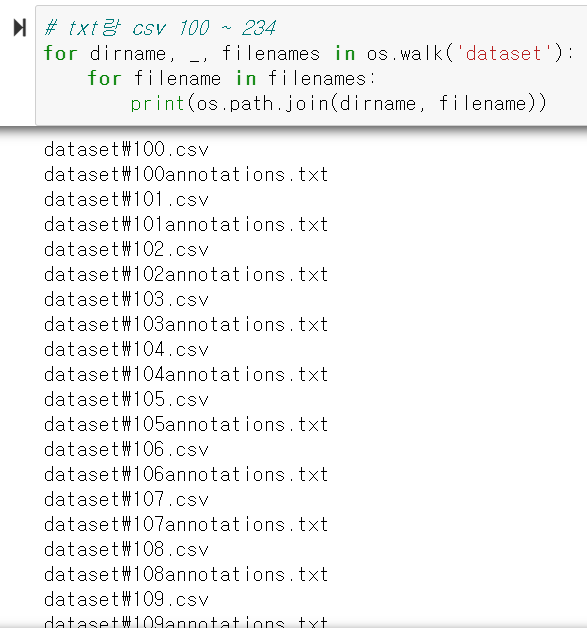 # txt랑 csv 100 ~ 234
for dirname, _, filenames in os.walk('dataset'):
    for filename in filenames:
        print(os.path.join(dirname, filename))
dataset₩100.csv
dataset₩100annotations.txt
dataset₩101.csv
dataset₩101annotations.txt
dataset₩102.csv
dataset₩102annotations.txt
dataset₩103.csv
dataset₩103annotations.txt
dataset₩104.csv
dataset₩104annotations.txt
dataset₩105.csv
dataset₩105annotations.txt
dataset₩106.csv
dataset₩106annotations.txt
dataset₩107.csv
dataset₩107annotations.txt
dataset₩108.csv
dataset₩108annotations.txt
dataset₩109.csv
dataset₩109annotations.txt